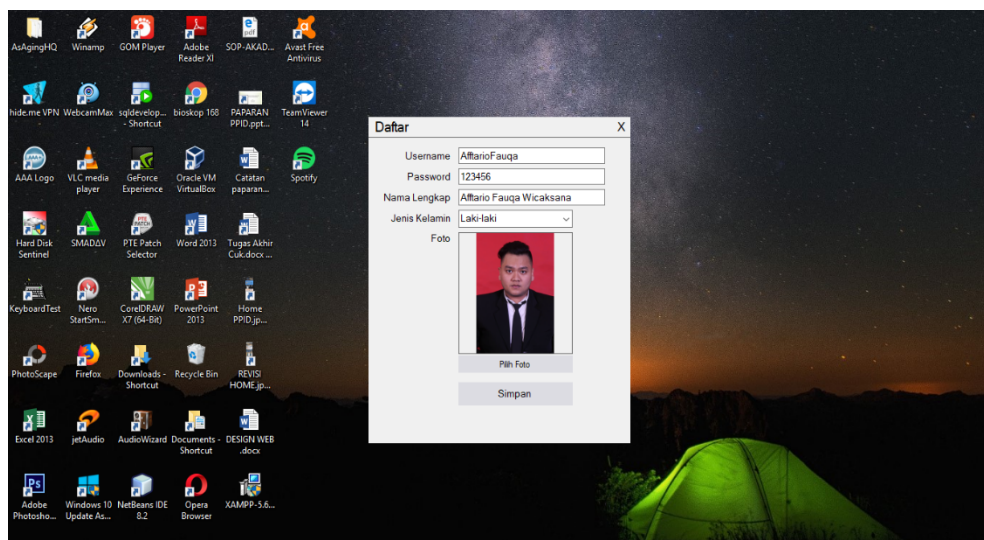 AsAgingHQ
Winamp
GOM Player
Adobe
Reader XI
SOP-AKAD...
Avast Free
Antivirus
hide.me VPN
WebcamMax
sqldevelop...
- Shortcut
bioskop 168
PAPARAN
PPID.ppt...
TeamViewer
14
AAA Logo
VLC media
player
GeForce
Experience
Oracle VM
VirtualBox
Catatan
paparan...
Spotify
Hard Disk
Sentinel
SMADΔV
PTE Patch
Selector
Word 2013
Tugas Akhir
Cuk.docx ...
KeyboardTest
Nero
StartSm...
CorelDRAW
X7 (64-Bit)
PowerPoint
2013
Home
PPID.jp...
PhotoScape
Firefox
Downloads -
Shortcut
Recycle Bin
REVISI
HOME.jp...
Excel 2013
jetAudio
AudioWizard
Documents -
Shortcut
DESIGN WEB
.docx
Adobe
Photosho...
Windows 10
Update As...
NetBeans IDE
8.2
Opera
Browser
XAMPP-5.6...
Daftar X
Username AfftarioFauqa
Password 123456
Nama Lengkap Afftario Fauqa Wicaksana
Jenis Kelamin Laki-laki
Foto
Pilih Foto
Simpan